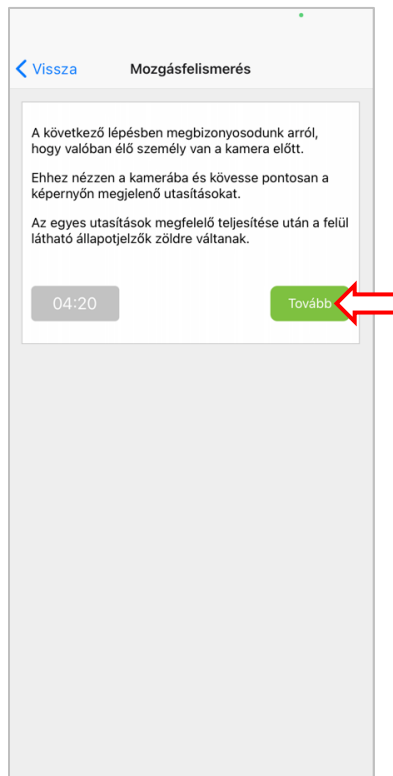 Vissza Mozgásfelismerés
A következő lépésben megbizonyosodunk arról,
hogy valóban élő személy van a kamera előtt.
Ehhez nézzen a kamerába és kövesse pontosan a
képernyőn megjelenő utasításokat.
Az egyes utasítások megfelelő teljesítése után a felül
látható állapotjelzők zöldre váltanak.
04:20 Tovább